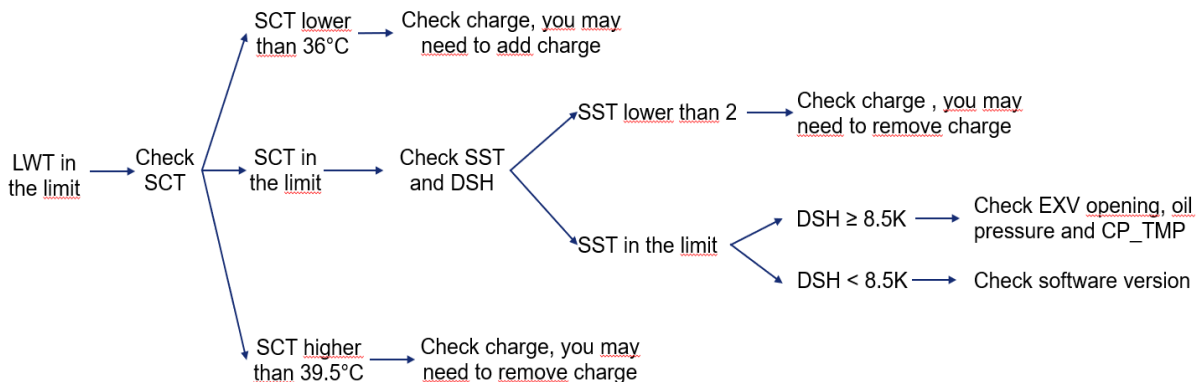 SCT lower
than 36°C
Check charge, you may
need to add charge
LWT in
the limit
Check
SCT
SCT in
the limit
Check SST
and DSH
SST lower than 2
Check charge , you may
need to remove charge
SST in the limit
DSH ≥ 8.5K
Check EXV opening, oil
pressure and CP_TMP
DSH < 8.5K
Check software version
SCT higher
than 39.5°C
Check charge, you may
need to remove charge